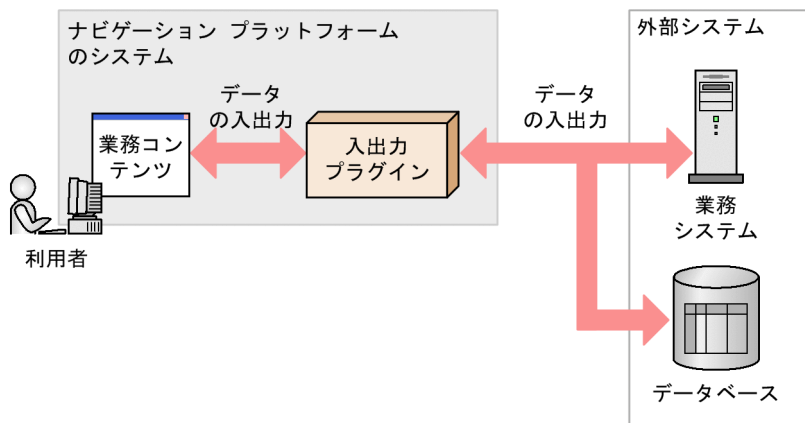 ナビゲーション プラットフォーム
のシステム
外部システム
データ
の入出力
データ
の入出力
業務コン
テンツ
入出力
プラグイン
利用者
業務
システム
データベース